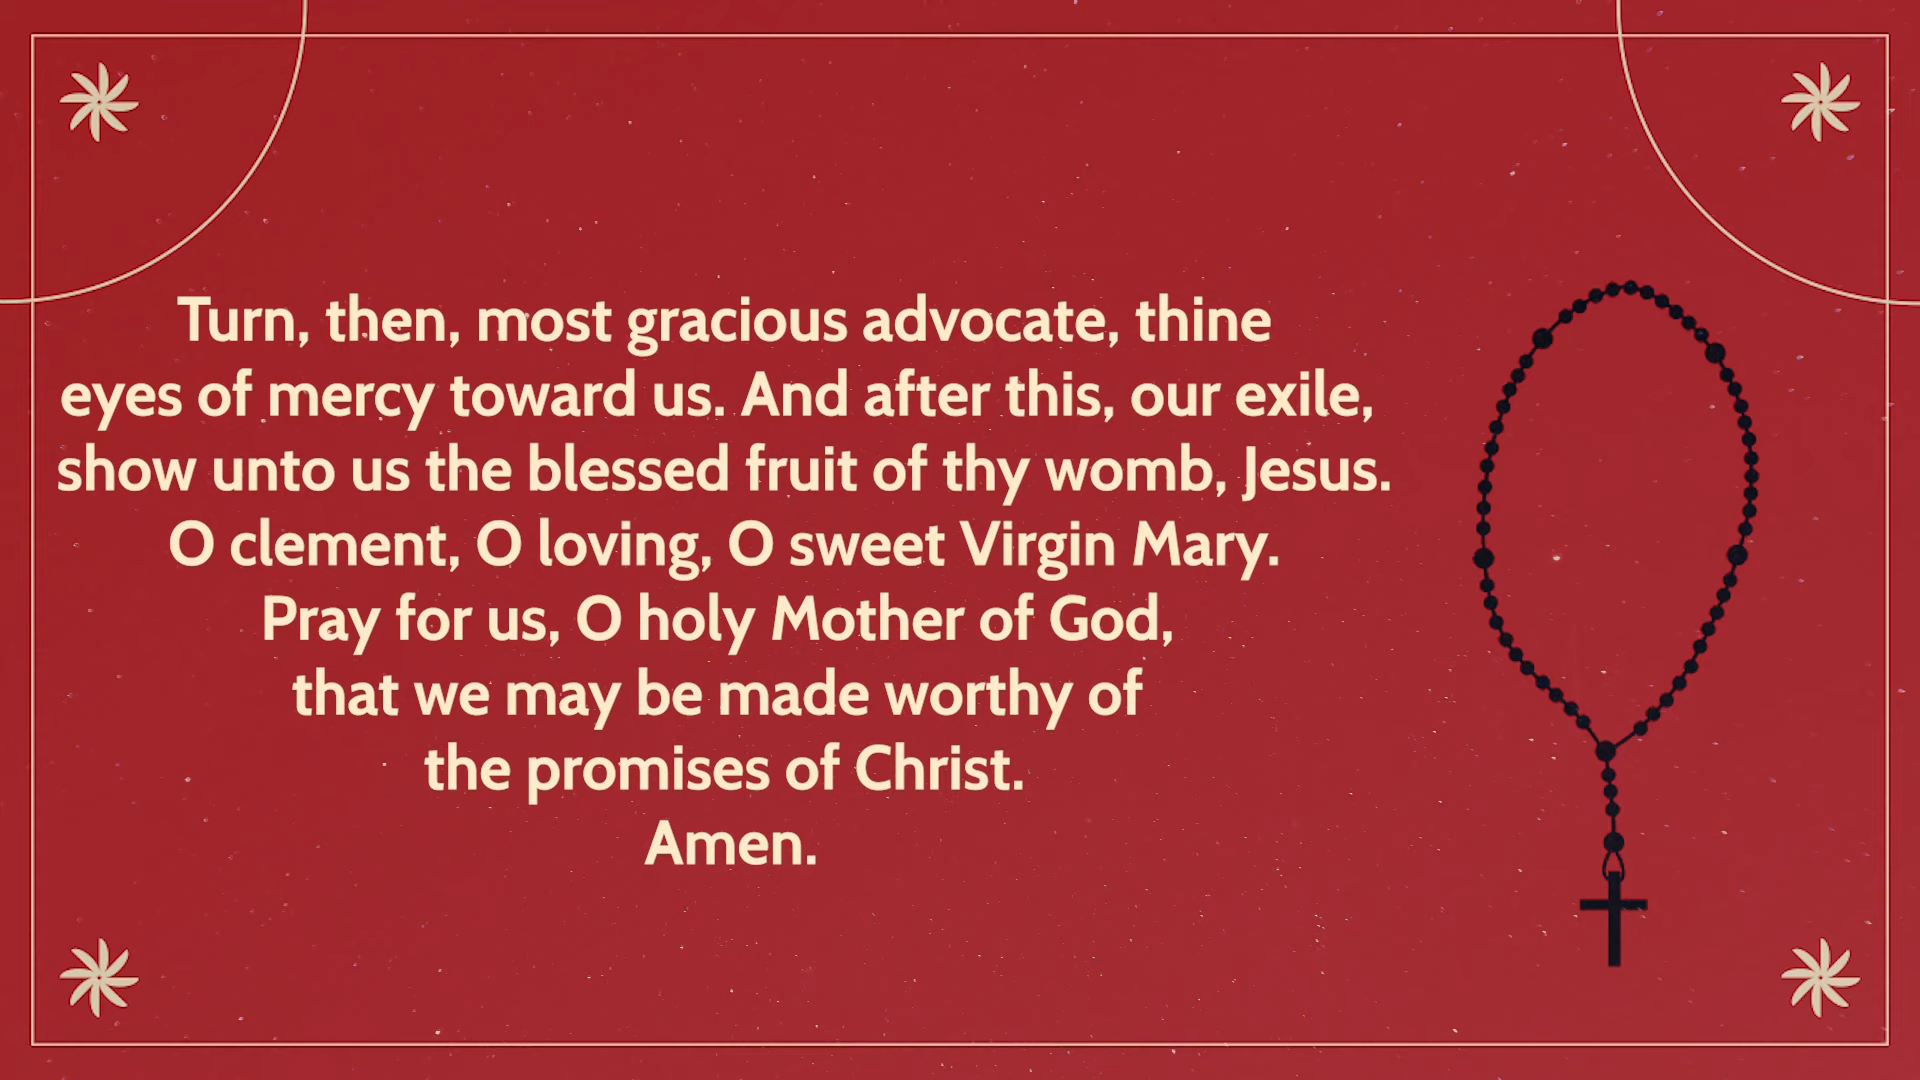 Turn, then, most gracious advocate, thine
eyes of mercy toward us. And after this, our exile,
show unto us the blessed fruit of thy womb, Jesus.
O clement, O loving, O sweet Virgin Mary.
Pray for us, O holy Mother of God,
that we may be made worthy of
the promises of Christ.
Amen.